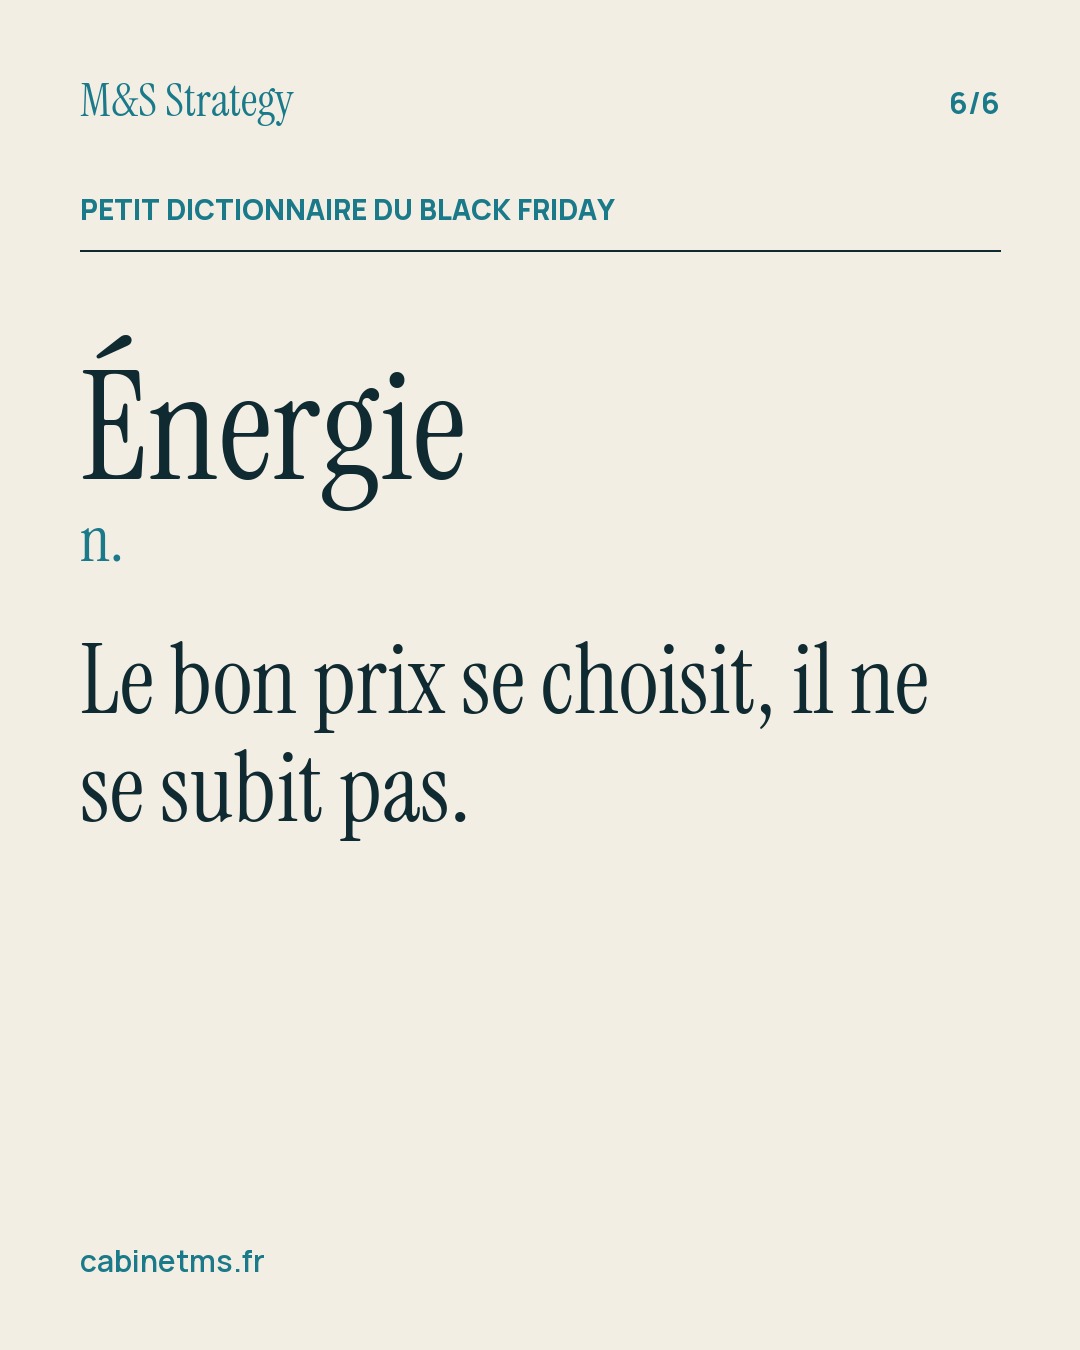 M&S Strategy
6/6
PETIT DICTIONNAIRE DU BLACK FRIDAY
Énergie
n.
Le bon prix se choisit, il ne
se subit pas.
cabinetms.fr